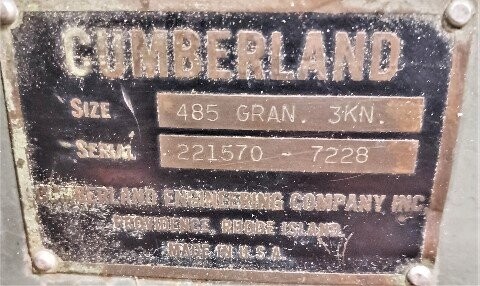 CUMBERLAND
SIZE 485 GRAN. 3KN.
SERIAL 221570 - 7228
CUMBERLAND ENGINEERING COMPANY INC.
PROVIDENCE, RHODE ISLAND
MADE IN U.S.A.